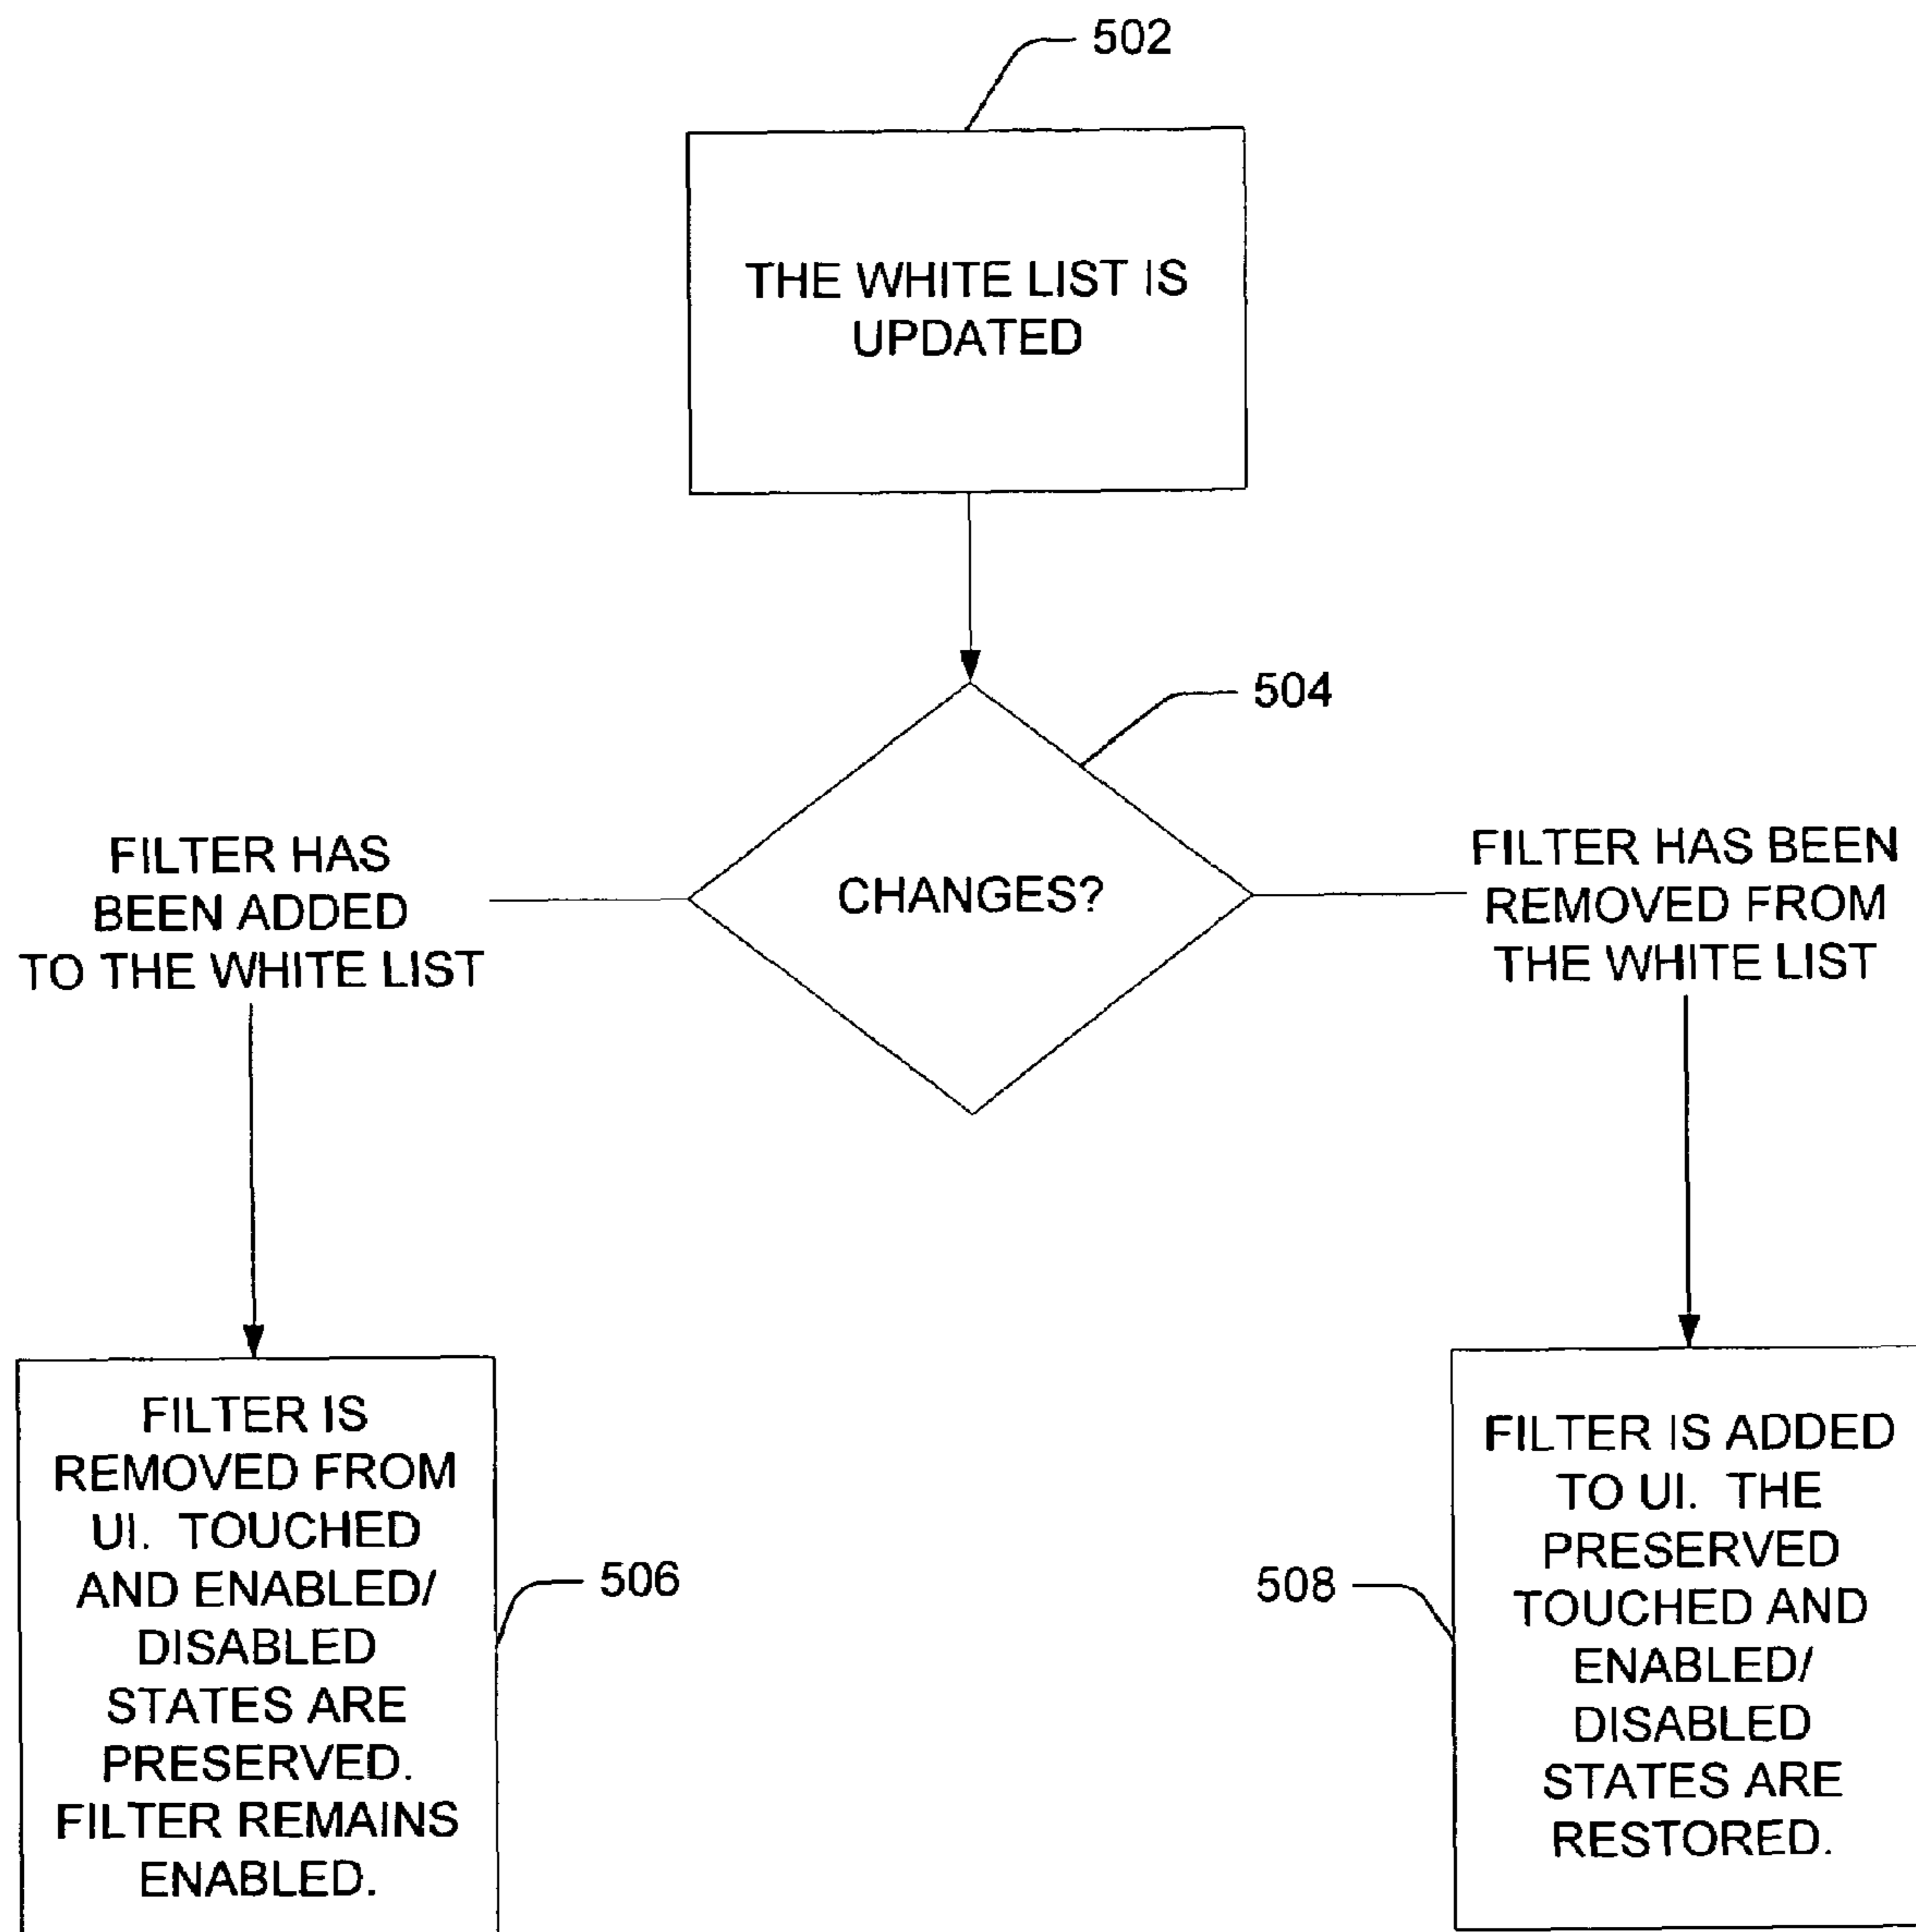 502
THE WHITE LIST IS
UPDATED
504
CHANGES?
FILTER HAS
BEEN ADDED
TO THE WHITE LIST
FILTER HAS BEEN
REMOVED FROM
THE WHITE LIST
FILTER IS
REMOVED FROM
UI. TOUCHED
AND ENABLED/
DISABLED
STATES ARE
PRESERVED.
FILTER REMAINS
ENABLED.
506
508
FILTER IS ADDED
TO UI. THE
PRESERVED
TOUCHED AND
ENABLED/
DISABLED
STATES ARE
RESTORED.